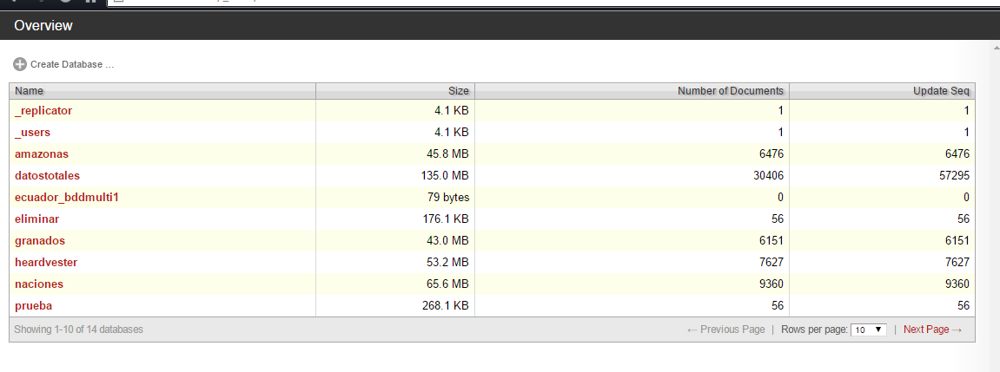 Overview
Create Database ...
Name Size Number of Documents Update Seq
_replicator 4.1 KB 1 1
_users 4.1 KB 1 1
amazonas 45.8 MB 6476 6476
datostotales 135.0 MB 30406 57295
ecuador_bddmulti1 79 bytes 0 0
eliminar 176.1 KB 56 56
granados 43.0 MB 6151 6151
heardvester 53.2 MB 7627 7627
naciones 65.6 MB 9360 9360
prueba 268.1 KB 56 56
Showing 1-10 of 14 databases ← Previous Page | Rows per page: 10 ▼ | Next Page →